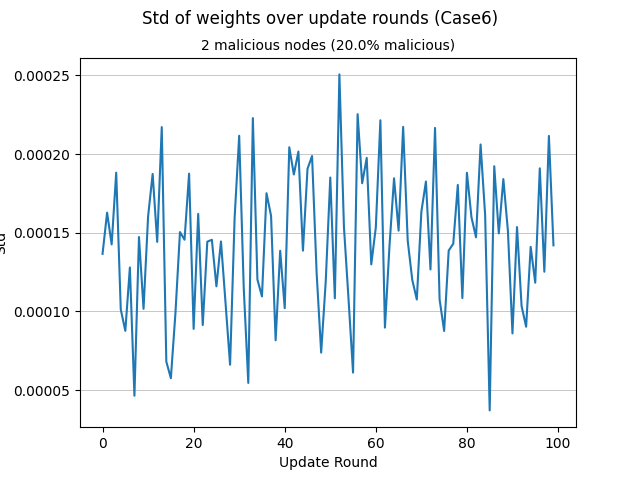 Std of weights over update rounds (Case6)
2 malicious nodes (20.0% malicious)
0.00025
0.00020
0.00015
0.00010
0.00005
Std
0 20 40 60 80 100
Update Round